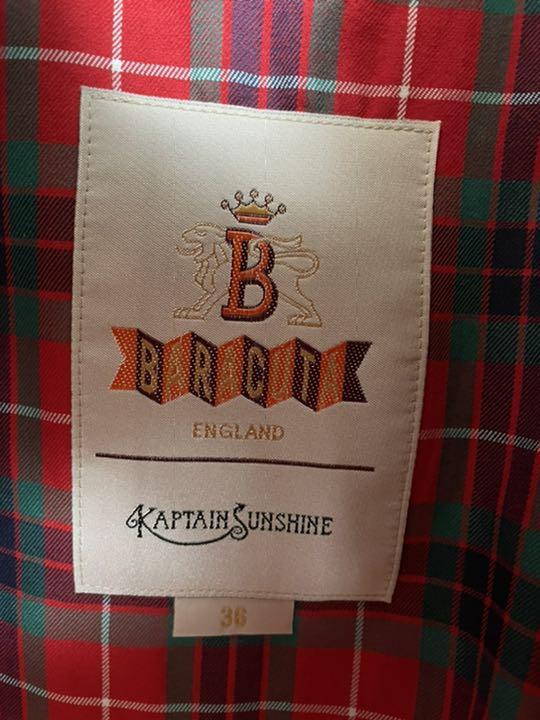 B
BARACUTA
ENGLAND
KAPTAIN SUNSHINE
36